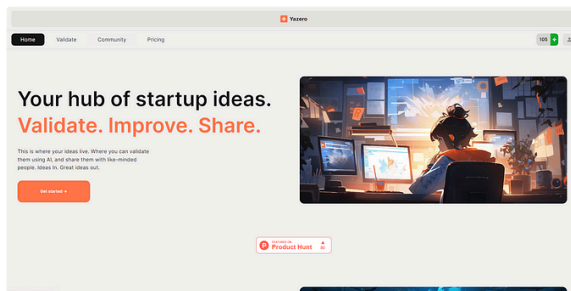 Yezero
Home Validate Community Pricing
105 +
Your hub of startup ideas.
Validate. Improve. Share.
This is where your ideas live. Where you can validate
them using AI, and share them with like-minded
people. Ideas in. Great ideas out.
Get started
FEATURED ON
Product Hunt